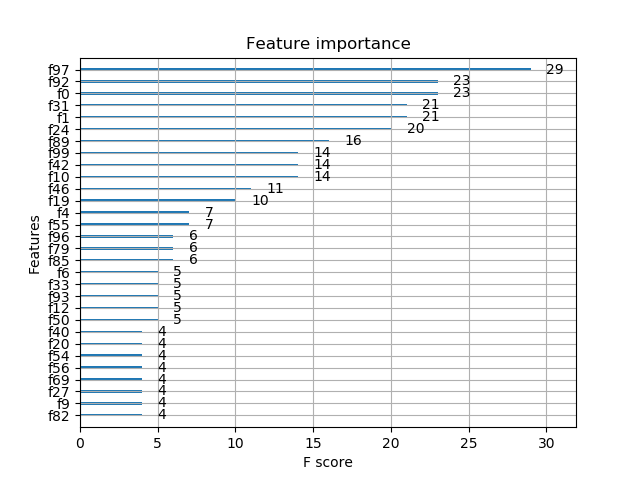 Feature importance
f97 29
f92 23
f0 23
f31 21
f1 21
f24 20
f89 16
f99 14
f42 14
f10 14
f46 11
f19 10
f4 7
f55 7
f96 6
f79 6
f85 6
f6 5
f33 5
f93 5
f12 5
f50 5
f40 4
f20 4
f54 4
f56 4
f69 4
f27 4
f9 4
f82 4
Features
0 5 10 15 20 25 30
F score